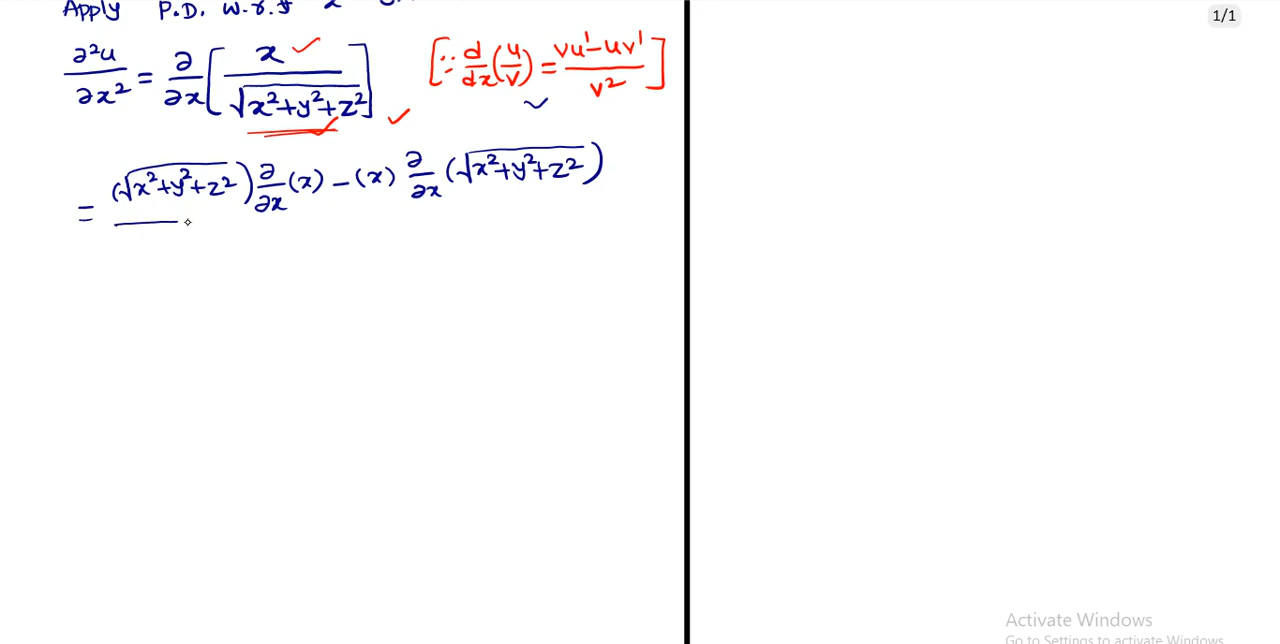 Apply P.D. w.r.t x
1/1
∂²u/∂x² = ∂/∂x [x/√x²+y²+z²] [∵ d/dx (u/v) = vu'-uv'/v²]
= (√x²+y²+z²) ∂/∂x (x) - (x) ∂/∂x (√x²+y²+z²)
Activate Windows
Go to Settings to activate Windows.